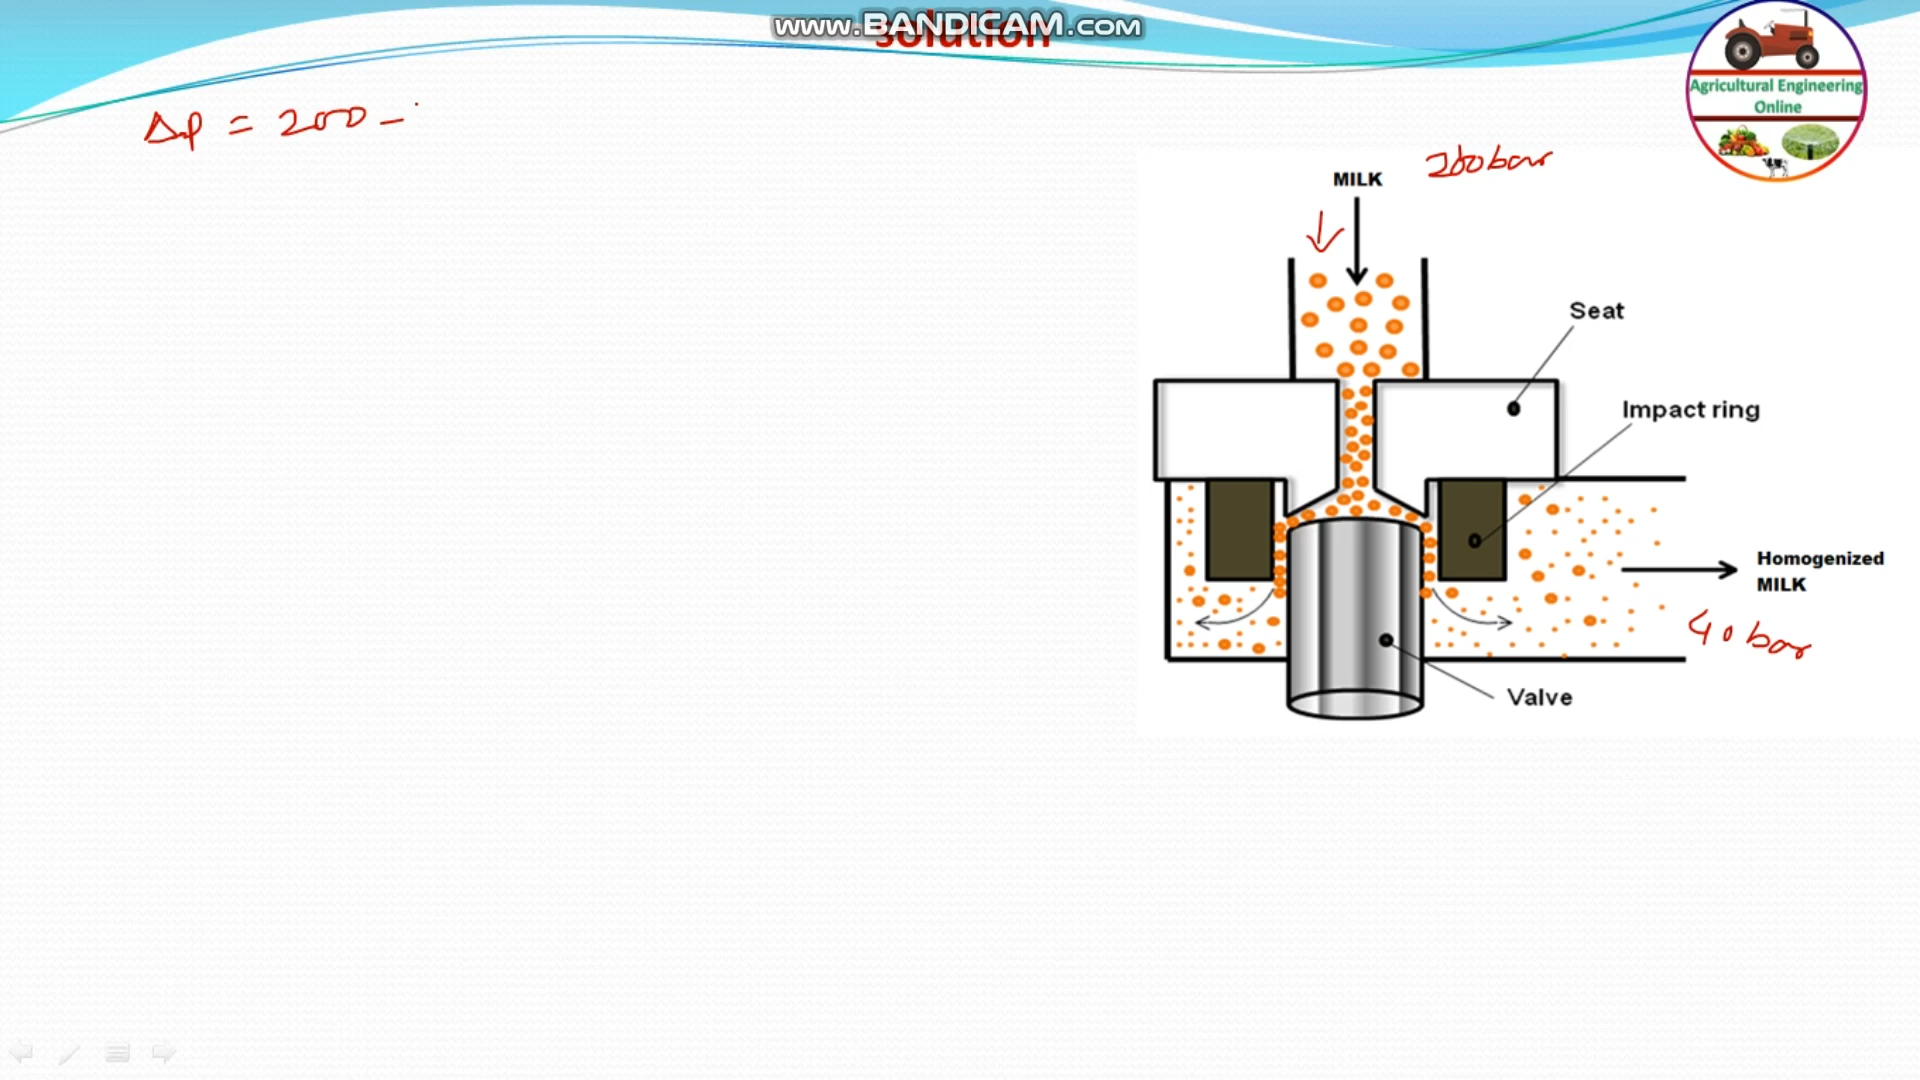 www.BANDICAM.com
solution
Agricultural Engineering
Online
Δp = 200 -
200 bar
MILK
Seat
Impact ring
Homogenized
MILK
40 bar
Valve